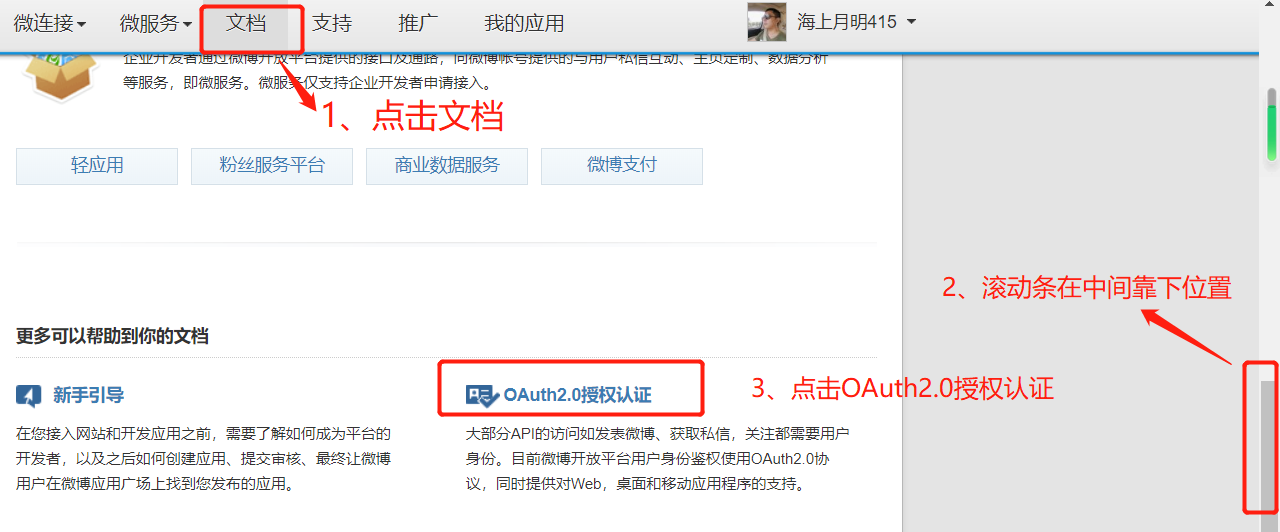 微连接 微服务 文档 支持 推广 我的应用 海上月明415
企业开发者通过微博开放平台提供的接口及通路，向微博帐号提供的与用户私信互动、主页定制、数据分析
等服务，即微服务。微服务仅支持企业开发者申请接入。
1、点击文档
轻应用 粉丝服务平台 商业数据服务 微博支付
2、滚动条在中间靠下位置
更多可以帮助到你的文档
3、点击OAuth2.0授权认证
新手引导
在您接入网站和开发应用之前，需要了解如何成为平台的
开发者，以及之后如何创建应用、提交审核、最终让微博
用户在微博应用广场上找到您发布的应用。
OAuth2.0授权认证
大部分API的访问如发表微博、获取私信，关注都需要用户
身份。目前微博开放平台用户身份鉴权使用OAuth2.0协
议，同时提供对Web，桌面和移动应用程序的支持。